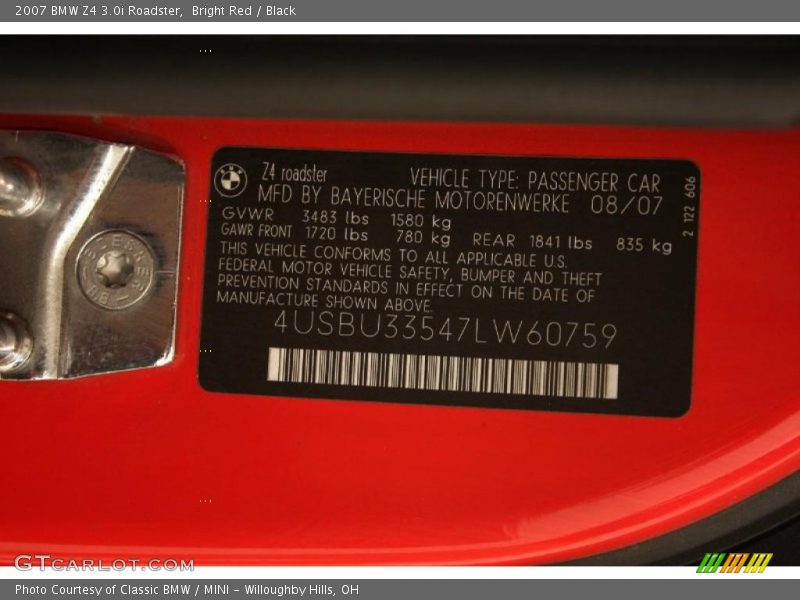 2007 BMW Z4 3.0i Roadster, Bright Red / Black
Z4 roadster VEHICLE TYPE: PASSENGER CAR
MFD BY BAYERISCHE MOTORENWERKE 08/07
GVWR 3483 lbs 1580 kg
GAWR FRONT 1720 lbs 780 kg REAR 1841 lbs 835 kg
THIS VEHICLE CONFORMS TO ALL APPLICABLE U.S.
FEDERAL MOTOR VEHICLE SAFETY, BUMPER AND THEFT
PREVENTION STANDARDS IN EFFECT ON THE DATE OF
MANUFACTURE SHOWN ABOVE.
4USBU33547LW60759
2 122 606
GTCARLOT.COM
Photo Courtesy of Classic BMW / MINI - Willoughby Hills, OH